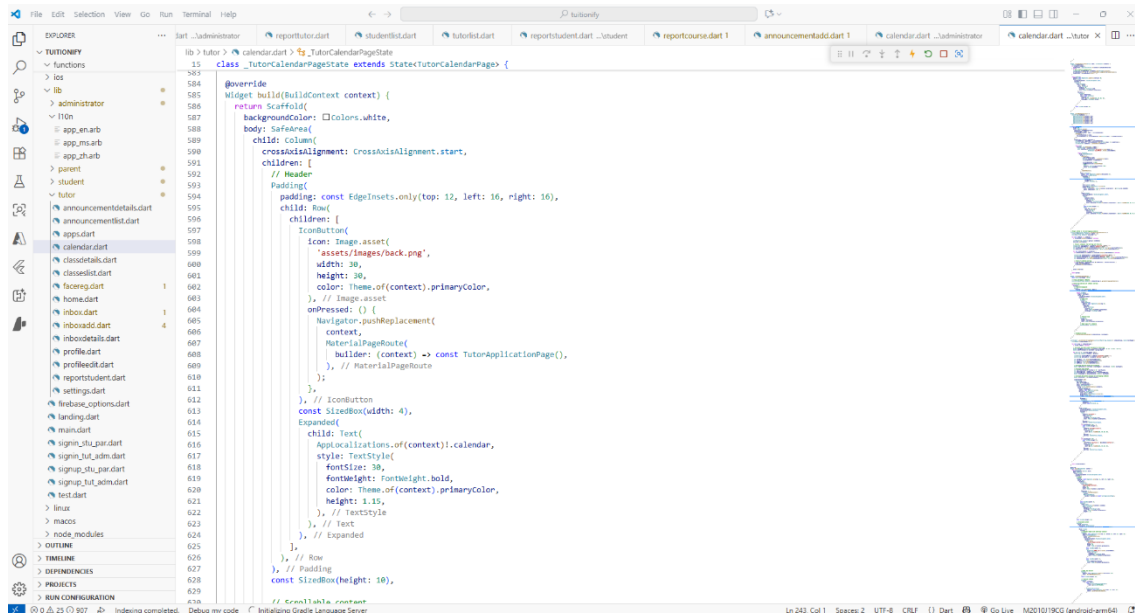 File Edit Selection View Go Run Terminal Help
tuitionify
EXPLORER
TUITIONIFY
functions
ios
lib
administrator
l10n
app_en.arb
app_ms.arb
app_zh.arb
parent
student
tutor
announcementdetails.dart
announcementlist.dart
apps.dart
calendar.dart
classdetails.dart
classeslist.dart
facereg.dart 1
home.dart
inbox.dart 1
inboxadd.dart 4
inboxdetails.dart
profile.dart
profileedit.dart
reportstudent.dart
settings.dart
firebase_options.dart
landing.dart
main.dart
signin_stu_par.dart
signin_tut_adm.dart
signup_stu_par.dart
signup_tut_adm.dart
test.dart
linux
macos
node_modules
OUTLINE
TIMELINE
DEPENDENCIES
PROJECTS
RUN CONFIGURATION
dart ...\administrator reporttutor.dart studentlist.dart tutorlist.dart reportstudent.dart ...\student reportcourse.dart 1 announcementadd.dart 1 calendar.dart ...\administrator calendar.dart ...\tutor
lib > tutor > calendar.dart > _TutorCalendarPageState
15 class _TutorCalendarPageState extends State<TutorCalendarPage> {
583
584 @override
585 Widget build(BuildContext context) {
586 return Scaffold(
587 backgroundColor: Colors.white,
588 body: SafeArea(
589 child: Column(
590 crossAxisAlignment: CrossAxisAlignment.start,
591 children: [
592 // Header
593 Padding(
594 padding: const EdgeInsets.only(top: 12, left: 16, right: 16),
595 child: Row(
596 children: [
597 IconButton(
598 icon: Image.asset(
599 'assets/images/back.png',
600 width: 30,
601 height: 30,
602 color: Theme.of(context).primaryColor,
603 ), // Image.asset
604 onPressed: () {
605 Navigator.pushReplacement(
606 context,
607 MaterialPageRoute(
608 builder: (context) => const TutorApplicationPage(),
609 ), // MaterialPageRoute
610 );
611 },
612 ), // IconButton
613 const SizedBox(width: 4),
614 Expanded(
615 child: Text(
616 AppLocalizations.of(context)!.calendar,
617 style: TextStyle(
618 fontSize: 30,
619 fontWeight: FontWeight.bold,
620 color: Theme.of(context).primaryColor,
621 height: 1.15,
622 ), // TextStyle
623 ), // Text
624 ), // Expanded
625 ],
626 ), // Row
627 ), // Padding
628 const SizedBox(height: 10),
629
630 // Scrollable content
0 25 907 Indexing completed. Debug my code Initializing Gradle Language Server Ln 243, Col 1 Spaces: 2 UTF-8 CRLF {} Dart Go Live M2010J19CG (android-arm64)